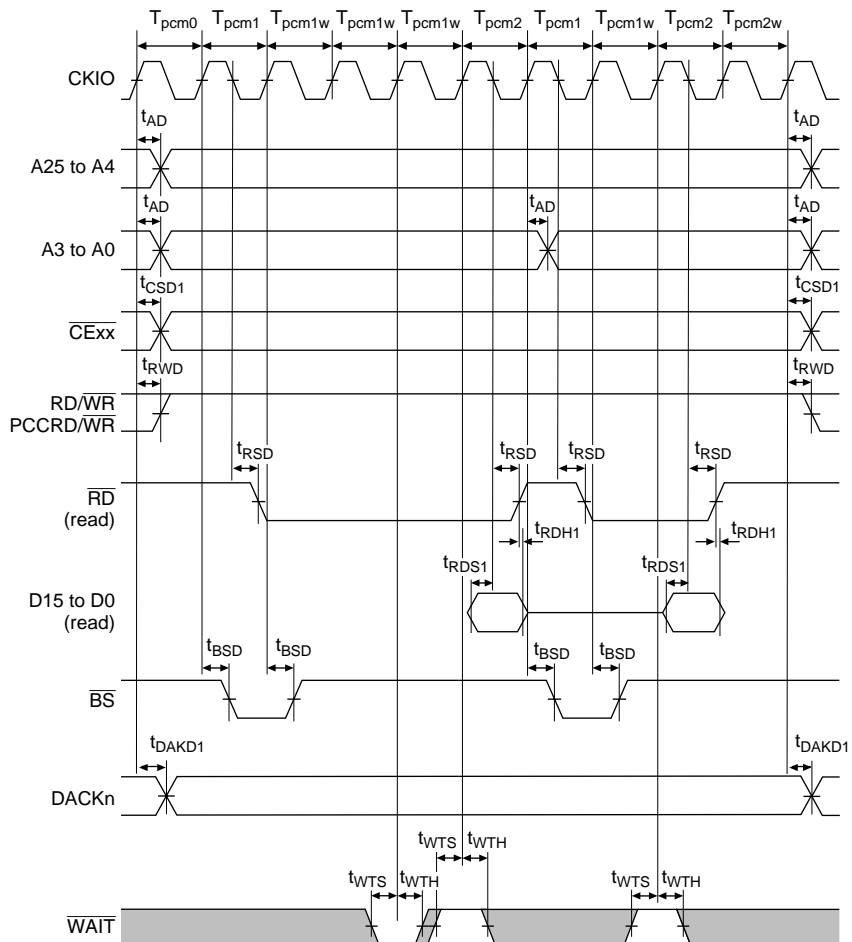 Tpcm0 Tpcm1 Tpcm1w Tpcm1w Tpcm1w Tpcm2 Tpcm1 Tpcm1w Tpcm2 Tpcm2w
CKIO
tAD tAD
A25 to A4
tAD tAD tAD
A3 to A0
tCSD1 tCSD1
CExx
tRWD tRWD
RD/WR
PCCRD/WR
tRSD tRSD tRSD tRSD
RD
(read)
tRDH1 tRDH1
tRDS1 tRDS1
D15 to D0
(read)
tBSD tBSD tBSD tBSD
BS
tDAKD1 tDAKD1
DACKn
tWTS tWTH
tWTS tWTH tWTS tWTH
WAIT